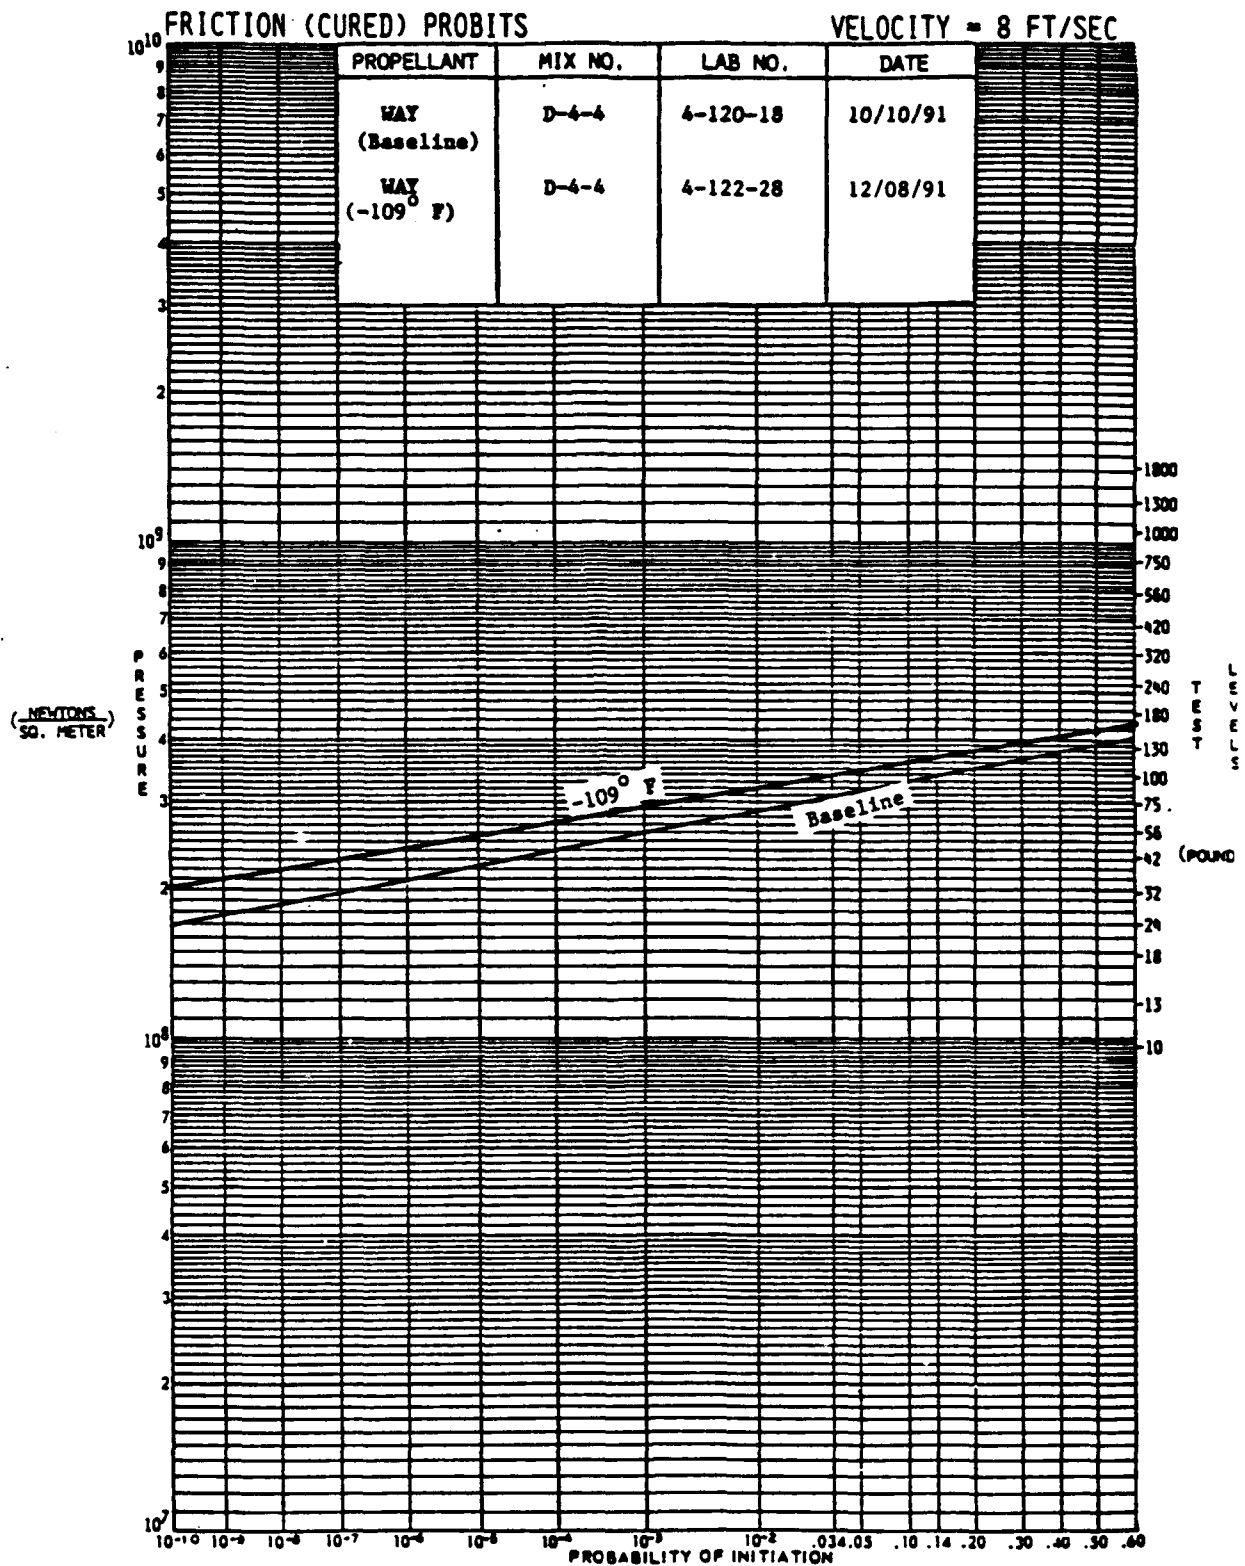 FRICTION (CURED) PROBITS VELOCITY = 8 FT/SEC
PROPELLANT MIX NO. LAB NO. DATE
WAY D-4-4 4-120-18 10/10/91
(Baseline)
WAY D-4-4 4-122-28 12/08/91
(-109° F)
10^10
9
8
7
6
5
4
3
2
10^9
9
8
7
6
5
4
3
2
10^8
9
8
7
6
5
4
3
2
10^7
PRESSURE
(NEWTONS
SQ. METER)
-109° F
Baseline
1800
1300
1000
750
560
420
320
240
180
130
100
75
56
42
32
24
18
13
10
TEST
LEVELS
(POUND
10^-10 10^-9 10^-8 10^-7 10^-6 10^-5 10^-4 10^-3 10^-2 .034 .05 .10 .14 .20 .30 .40 .50 .60
PROBABILITY OF INITIATION